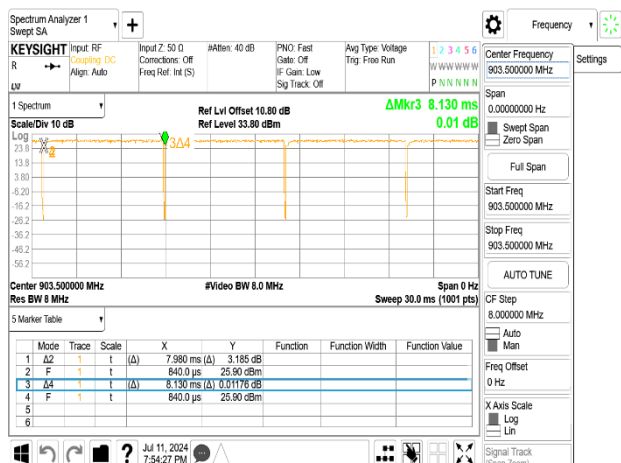 Spectrum Analyzer 1
Swept SA
Frequency
KEYSIGHT
R
Input: RF
Coupling: DC
Align: Auto
Input Z: 50 Ω
Corrections: Off
Freq Ref: Int (S)
#Atten: 40 dB
PNO: Fast
Gate: Off
IF Gain: Low
Sig Track: Off
Avg Type: Voltage
Trig: Free Run
1 2 3 4 5 6
W W W W W W
P N N N N N
1 Spectrum
Scale/Div 10 dB
Ref Lvl Offset 10.80 dB
Ref Level 33.80 dBm
ΔMkr3 8.130 ms
0.01 dB
Log
23.8
13.8
3.80
-6.20
-16.2
-26.2
-36.2
-46.2
-56.2
2
3Δ4
Center 903.500000 MHz
Res BW 8 MHz
#Video BW 8.0 MHz
Span 0 Hz
Sweep 30.0 ms (1001 pts)
5 Marker Table
Mode Trace Scale X Y Function Function Width Function Value
1 Δ2 1 t (Δ) 7.980 ms (Δ) 3.185 dB
2 F 1 t 840.0 µs 25.90 dBm
3 Δ4 1 t (Δ) 8.130 ms (Δ) 0.01176 dB
4 F 1 t 840.0 µs 25.90 dBm
5
6
Jul 11, 2024
7:54:27 PM
Center Frequency
903.500000 MHz
Settings
Span
0.00000000 Hz
Swept Span
Zero Span
Full Span
Start Freq
903.500000 MHz
Stop Freq
903.500000 MHz
AUTO TUNE
CF Step
8.000000 MHz
Auto
Man
Freq Offset
0 Hz
X Axis Scale
Log
Lin
Signal Track
(Span Zoom)